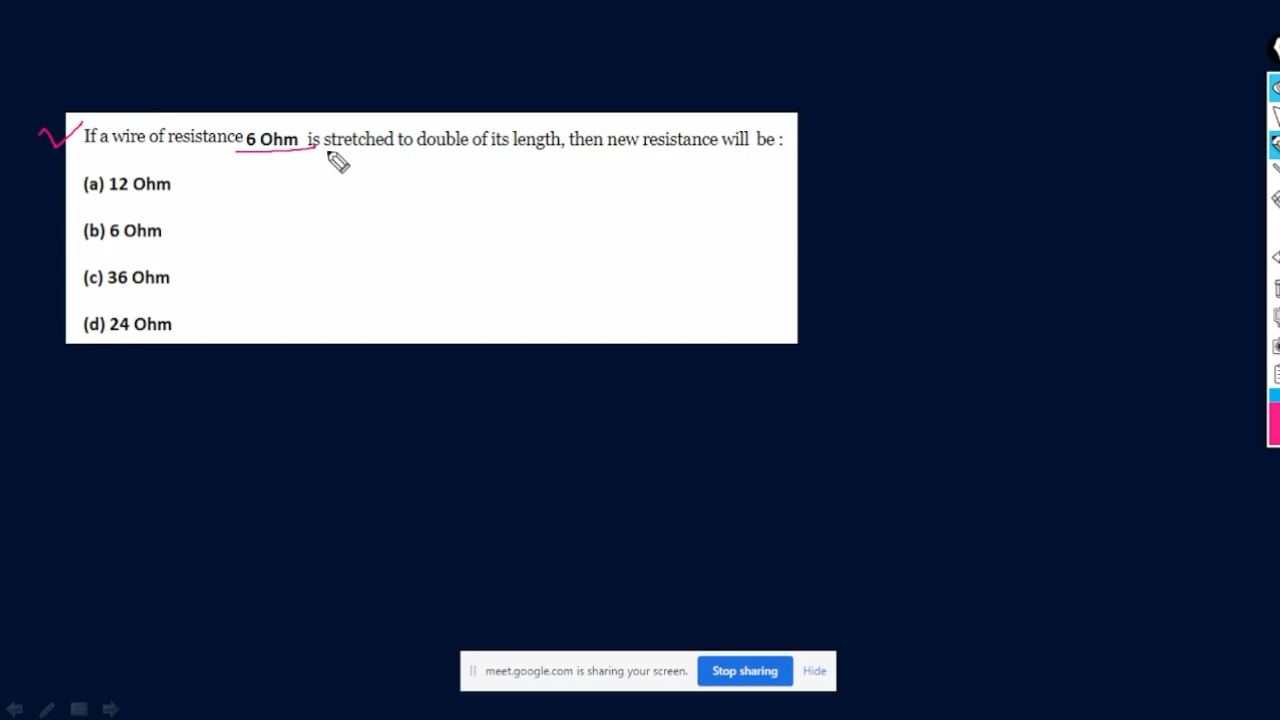 If a wire of resistance 6 Ohm is stretched to double of its length, then new resistance will be :
(a) 12 Ohm
(b) 6 Ohm
(c) 36 Ohm
(d) 24 Ohm
meet.google.com is sharing your screen. Stop sharing Hide